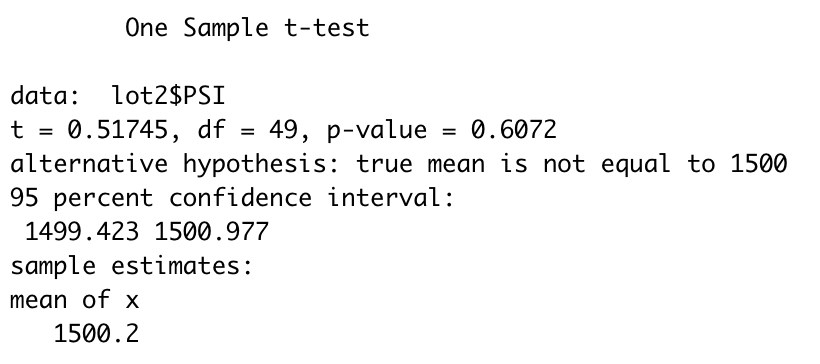 One Sample t-test
data:  lot2$PSI
t = 0.51745, df = 49, p-value = 0.6072
alternative hypothesis: true mean is not equal to 1500
95 percent confidence interval:
1499.423 1500.977
sample estimates:
mean of x
1500.2